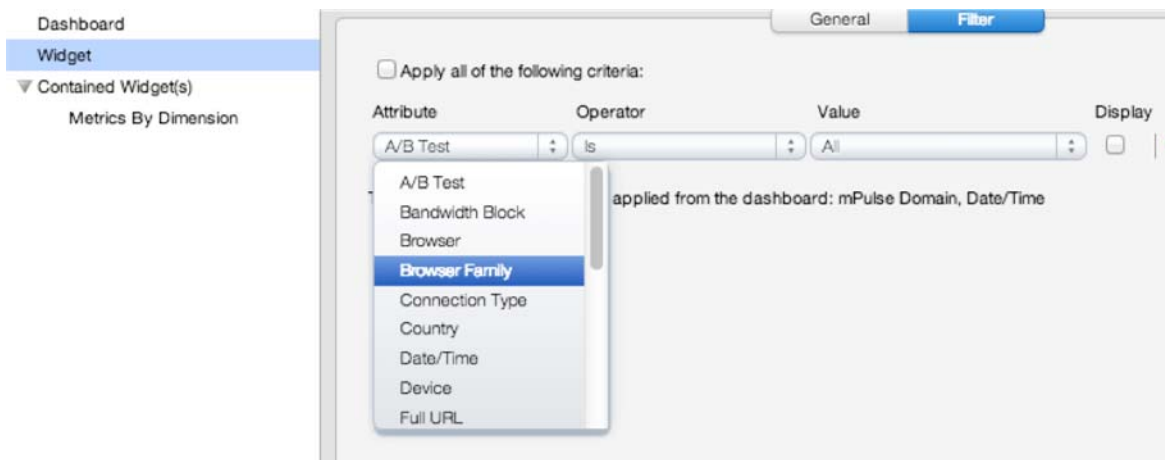 Dashboard
Widget
Contained Widget(s)
Metrics By Dimension
General Filter
Apply all of the following criteria:
Attribute Operator Value Display
A/B Test Is All
applied from the dashboard: mPulse Domain, Date/Time
A/B Test
Bandwidth Block
Browser
Browser Family
Connection Type
Country
Date/Time
Device
Full URL